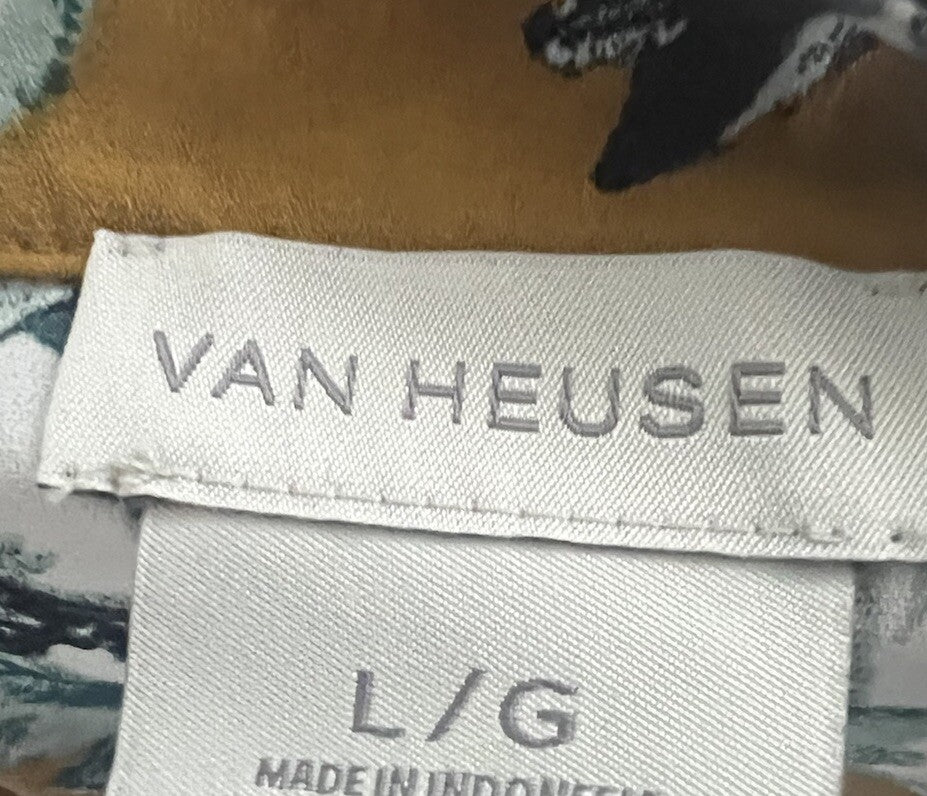 VAN HEUSEN
L/G
MADE IN